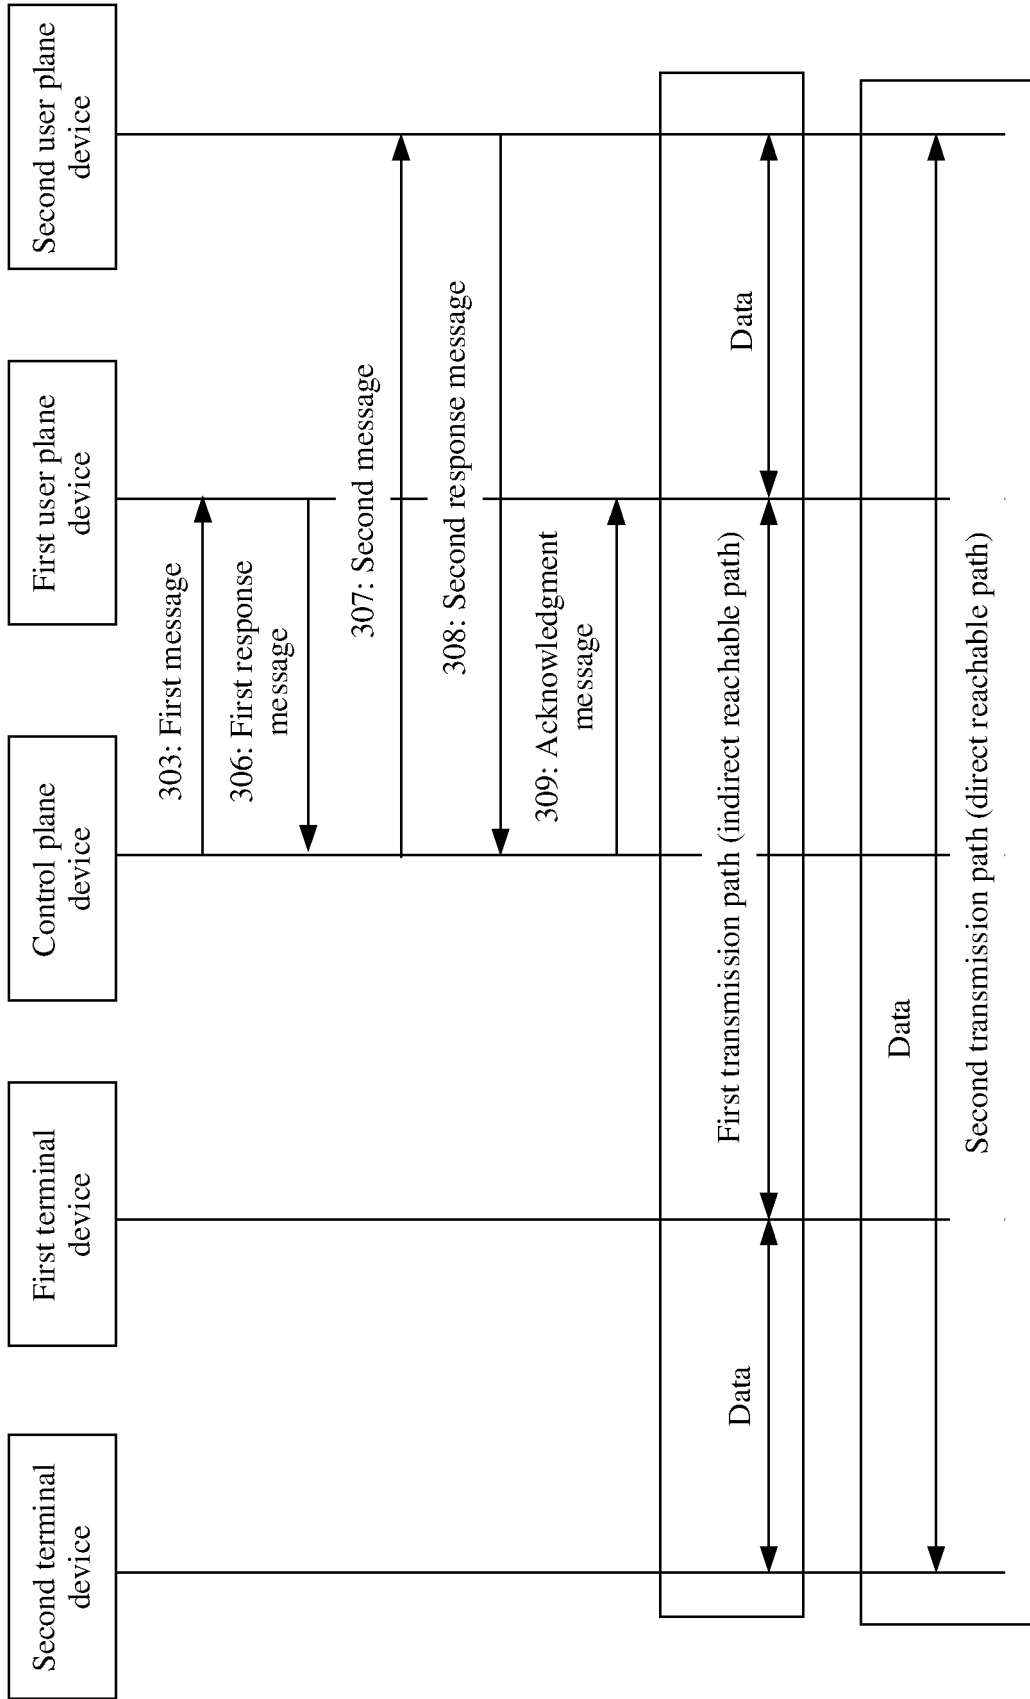 Second terminal
device
First terminal
device
Control plane
device
First user plane
device
Second user plane
device
303: First message
306: First response
message
307: Second message
308: Second response message
309: Acknowledgment
message
Data
First transmission path (indirect reachable path)
Data
Data
Second transmission path (direct reachable path)